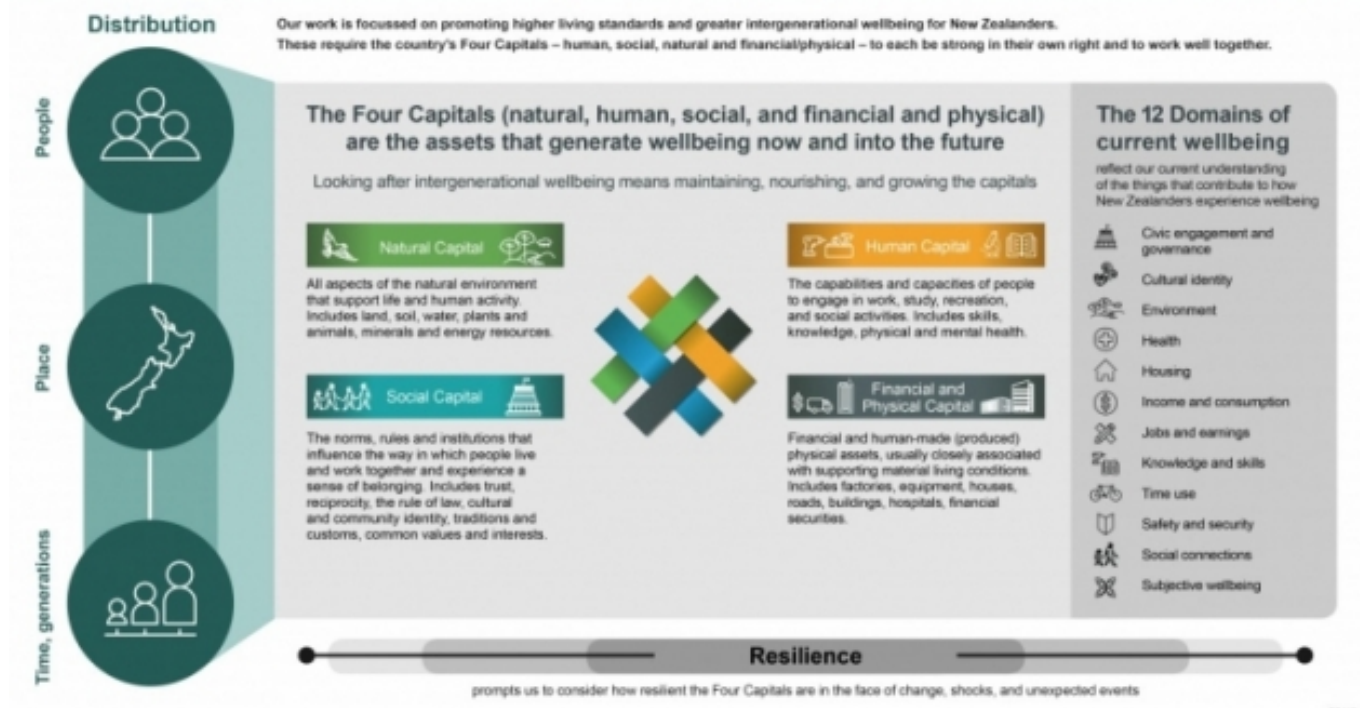 Distribution
Our work is focussed on promoting higher living standards and greater intergenerational wellbeing for New Zealanders.
These require the country's Four Capitals – human, social, natural and financial/physical – to each be strong in their own right and to work well together.
People
Place
Time, generations
The Four Capitals (natural, human, social, and financial and physical)
are the assets that generate wellbeing now and into the future
Looking after intergenerational wellbeing means maintaining, nourishing, and growing the capitals
Natural Capital
All aspects of the natural environment
that support life and human activity.
Includes land, soil, water, plants and
animals, minerals and energy resources.
Human Capital
The capabilities and capacities of people
to engage in work, study, recreation,
and social activities. Includes skills,
knowledge, physical and mental health.
Social Capital
The norms, rules and institutions that
influence the way in which people live
and work together and experience a
sense of belonging. Includes trust,
reciprocity, the rule of law, cultural
and community identity, traditions and
customs, common values and interests.
Financial and
Physical Capital
Financial and human-made (produced)
physical assets, usually closely associated
with supporting material living conditions.
Includes factories, equipment, houses,
roads, buildings, hospitals, financial
securities.
The 12 Domains of
current wellbeing
reflect our current understanding
of the things that contribute to how
New Zealanders experience wellbeing
Civic engagement and
governance
Cultural identity
Environment
Health
Housing
Income and consumption
Jobs and earnings
Knowledge and skills
Time use
Safety and security
Social connections
Subjective wellbeing
Resilience
prompts us to consider how resilient the Four Capitals are in the face of change, shocks, and unexpected events